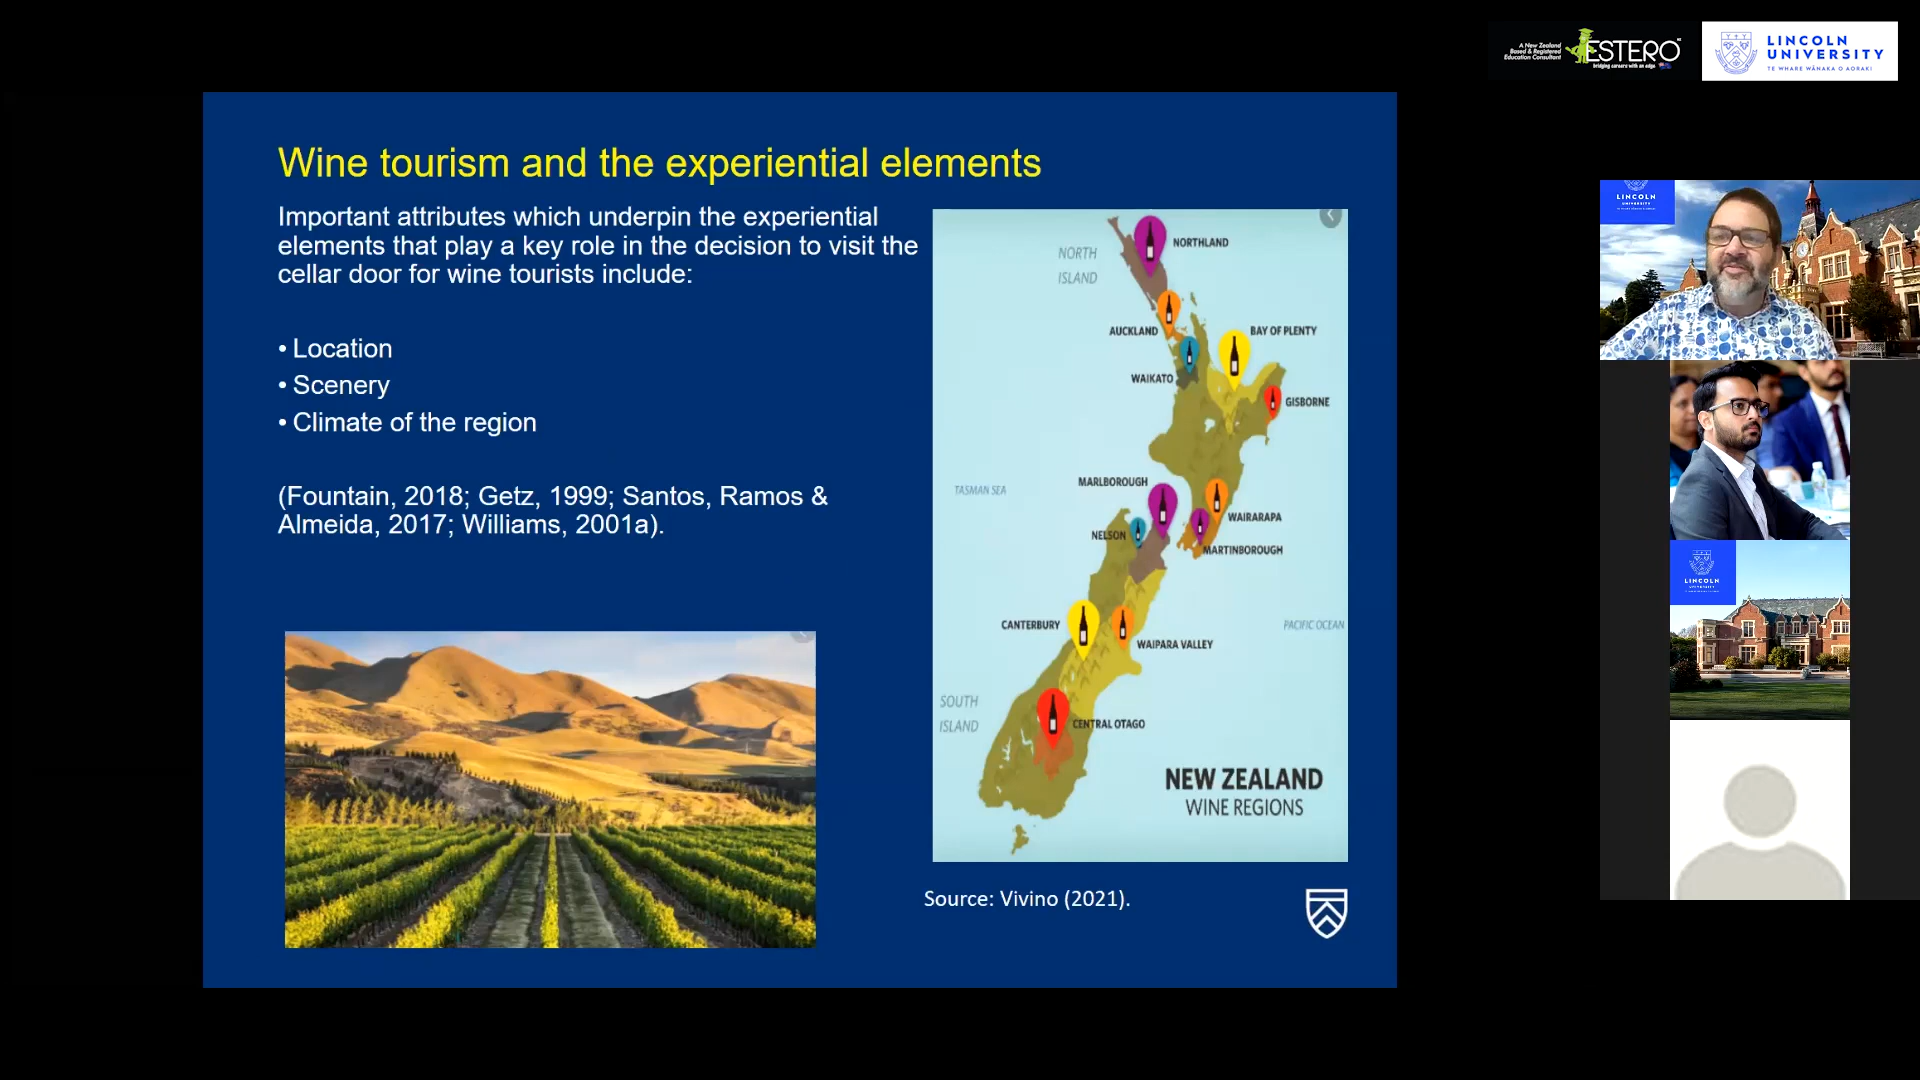 A New Zealand
Based & Registered
Education Consultant
ESTERO
bridging careers with an edge
LINCOLN
UNIVERSITY
TE WHARE WĀNAKA O AORAKI
Wine tourism and the experiential elements
Important attributes which underpin the experiential
elements that play a key role in the decision to visit the
cellar door for wine tourists include:
• Location
• Scenery
• Climate of the region
(Fountain, 2018; Getz, 1999; Santos, Ramos &
Almeida, 2017; Williams, 2001a).
NORTH
ISLAND
NORTHLAND
AUCKLAND
BAY OF PLENTY
WAIKATO
GISBORNE
MARLBOROUGH
TASMAN SEA
WAIRARAPA
NELSON
MARTINBOROUGH
CANTERBURY
PACIFIC OCEAN
WAIPARA VALLEY
SOUTH
ISLAND
CENTRAL OTAGO
NEW ZEALAND
WINE REGIONS
Source: Vivino (2021).
LINCOLN
UNIVERSITY
LINCOLN
UNIVERSITY